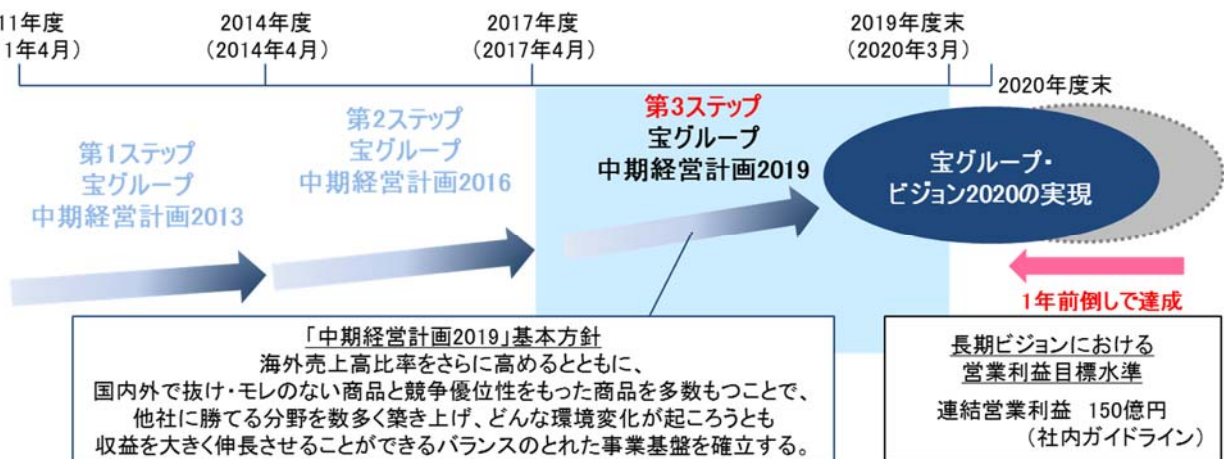 11年度
1年4月）
2014年度
（2014年4月）
2017年度
（2017年4月）
2019年度末
（2020年3月）
2020年度末
第1ステップ
宝グループ
中期経営計画2013
第2ステップ
宝グループ
中期経営計画2016
第3ステップ
宝グループ
中期経営計画2019
宝グループ・
ビジョン2020の実現
1年前倒しで達成
「中期経営計画2019」基本方針
海外売上高比率をさらに高めるとともに、
国内外で抜け・モレのない商品と競争優位性をもった商品を多数もつことで、
他社に勝てる分野を数多く築き上げ、どんな環境変化が起ころうとも
収益を大きく伸長させることができるバランスのとれた事業基盤を確立する。
長期ビジョンにおける
営業利益目標水準
連結営業利益 150億円
（社内ガイドライン）